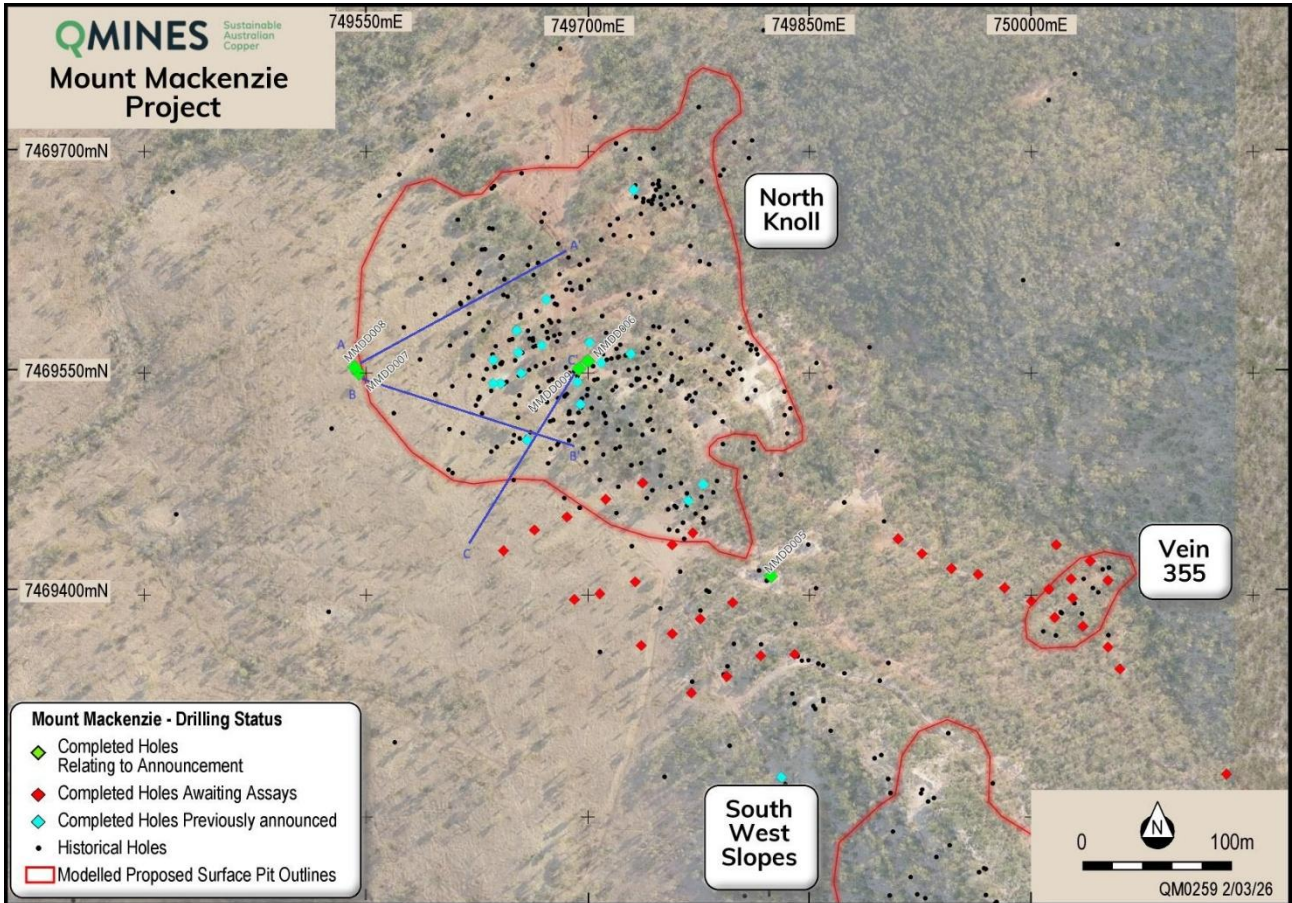 749550mE
749700mE
749850mE
750000mE
QMINES
Sustainable
Australian
Copper
Mount Mackenzie
Project
7469700mN
North
Knoll
A'
A
MMDD008
MMDD007
B
7469550mN
C'
MMDD006
MMDD009
B'
C
MMDD005
Vein
355
7469400mN
South
West
Slopes
Mount Mackenzie - Drilling Status
Completed Holes
Relating to Announcement
Completed Holes Awaiting Assays
Completed Holes Previously announced
Historical Holes
Modelled Proposed Surface Pit Outlines
N
0
100m
QM0259 2/03/26